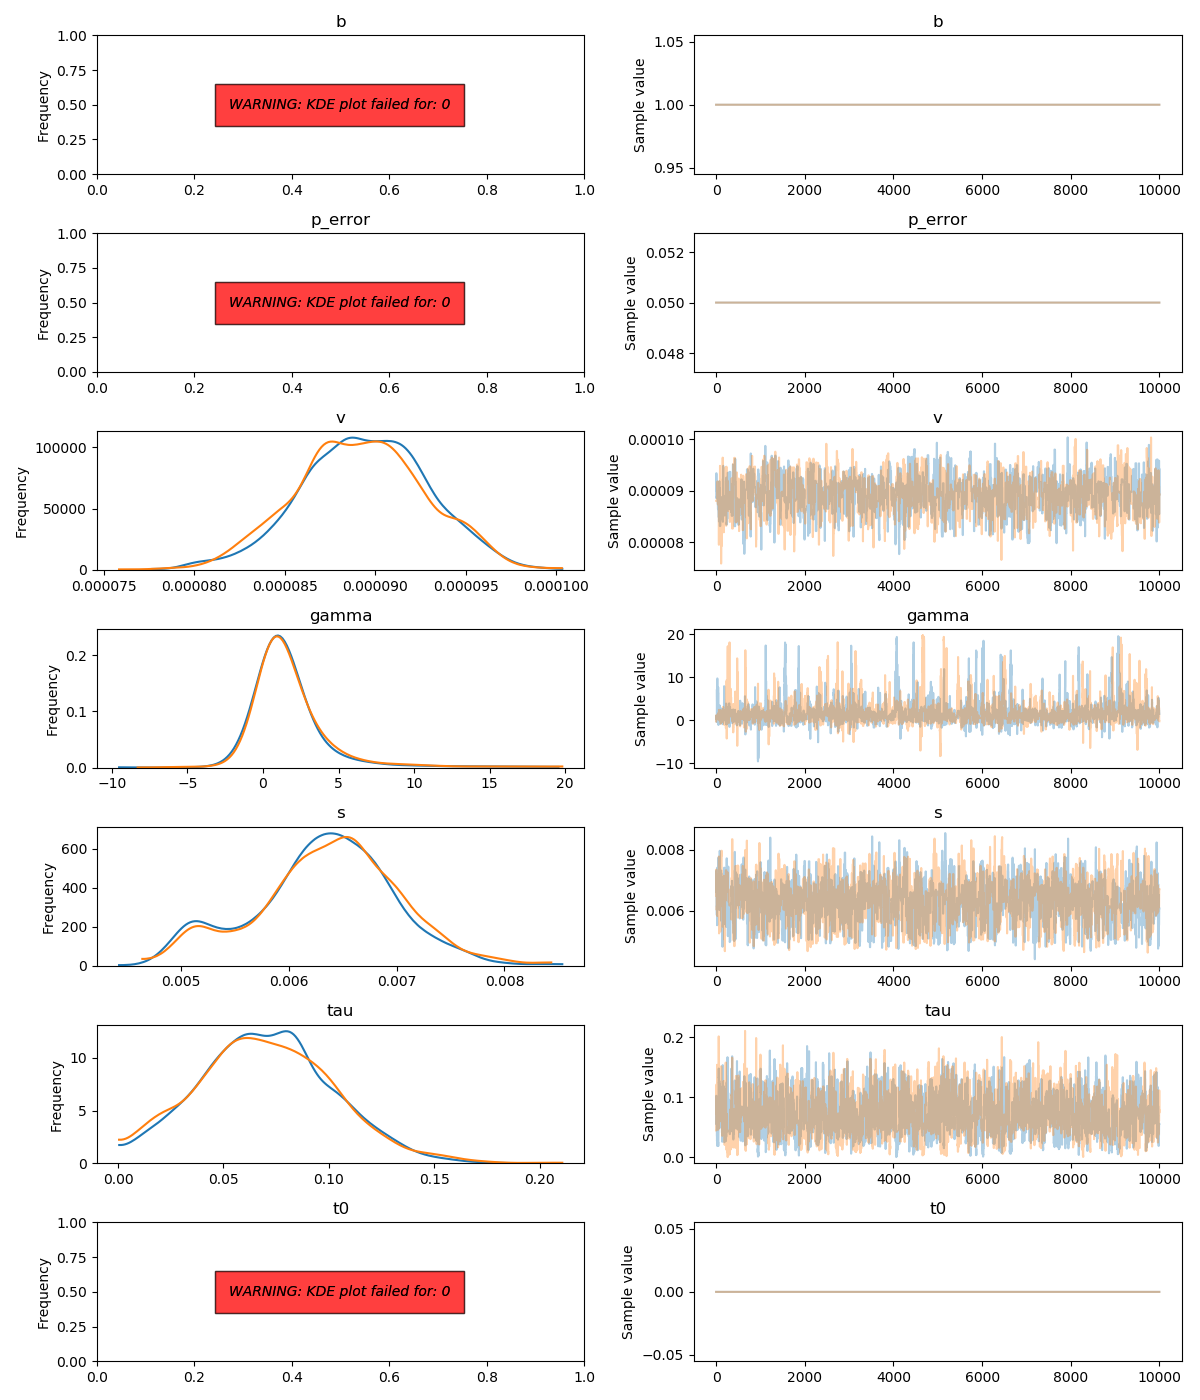 b
b
1.00
0.75
0.50
0.25
0.00
Frequency
WARNING: KDE plot failed for: 0
0.0 0.2 0.4 0.6 0.8 1.0
1.05
1.00
0.95
Sample value
0 2000 4000 6000 8000 10000
p_error
p_error
1.00
0.75
0.50
0.25
0.00
Frequency
WARNING: KDE plot failed for: 0
0.0 0.2 0.4 0.6 0.8 1.0
0.052
0.050
0.048
Sample value
0 2000 4000 6000 8000 10000
v
v
100000
50000
0
Frequency
0.000075 0.000080 0.000085 0.000090 0.000095 0.000100
0.00010
0.00009
0.00008
Sample value
0 2000 4000 6000 8000 10000
gamma
gamma
0.2
0.1
0.0
Frequency
−10 −5 0 5 10 15 20
20
10
0
−10
Sample value
0 2000 4000 6000 8000 10000
s
s
600
400
200
0
Frequency
0.005 0.006 0.007 0.008
0.008
0.006
Sample value
0 2000 4000 6000 8000 10000
tau
tau
10
5
0
Frequency
0.00 0.05 0.10 0.15 0.20
0.2
0.1
0.0
Sample value
0 2000 4000 6000 8000 10000
t0
t0
1.00
0.75
0.50
0.25
0.00
Frequency
WARNING: KDE plot failed for: 0
0.0 0.2 0.4 0.6 0.8 1.0
0.05
0.00
−0.05
Sample value
0 2000 4000 6000 8000 10000